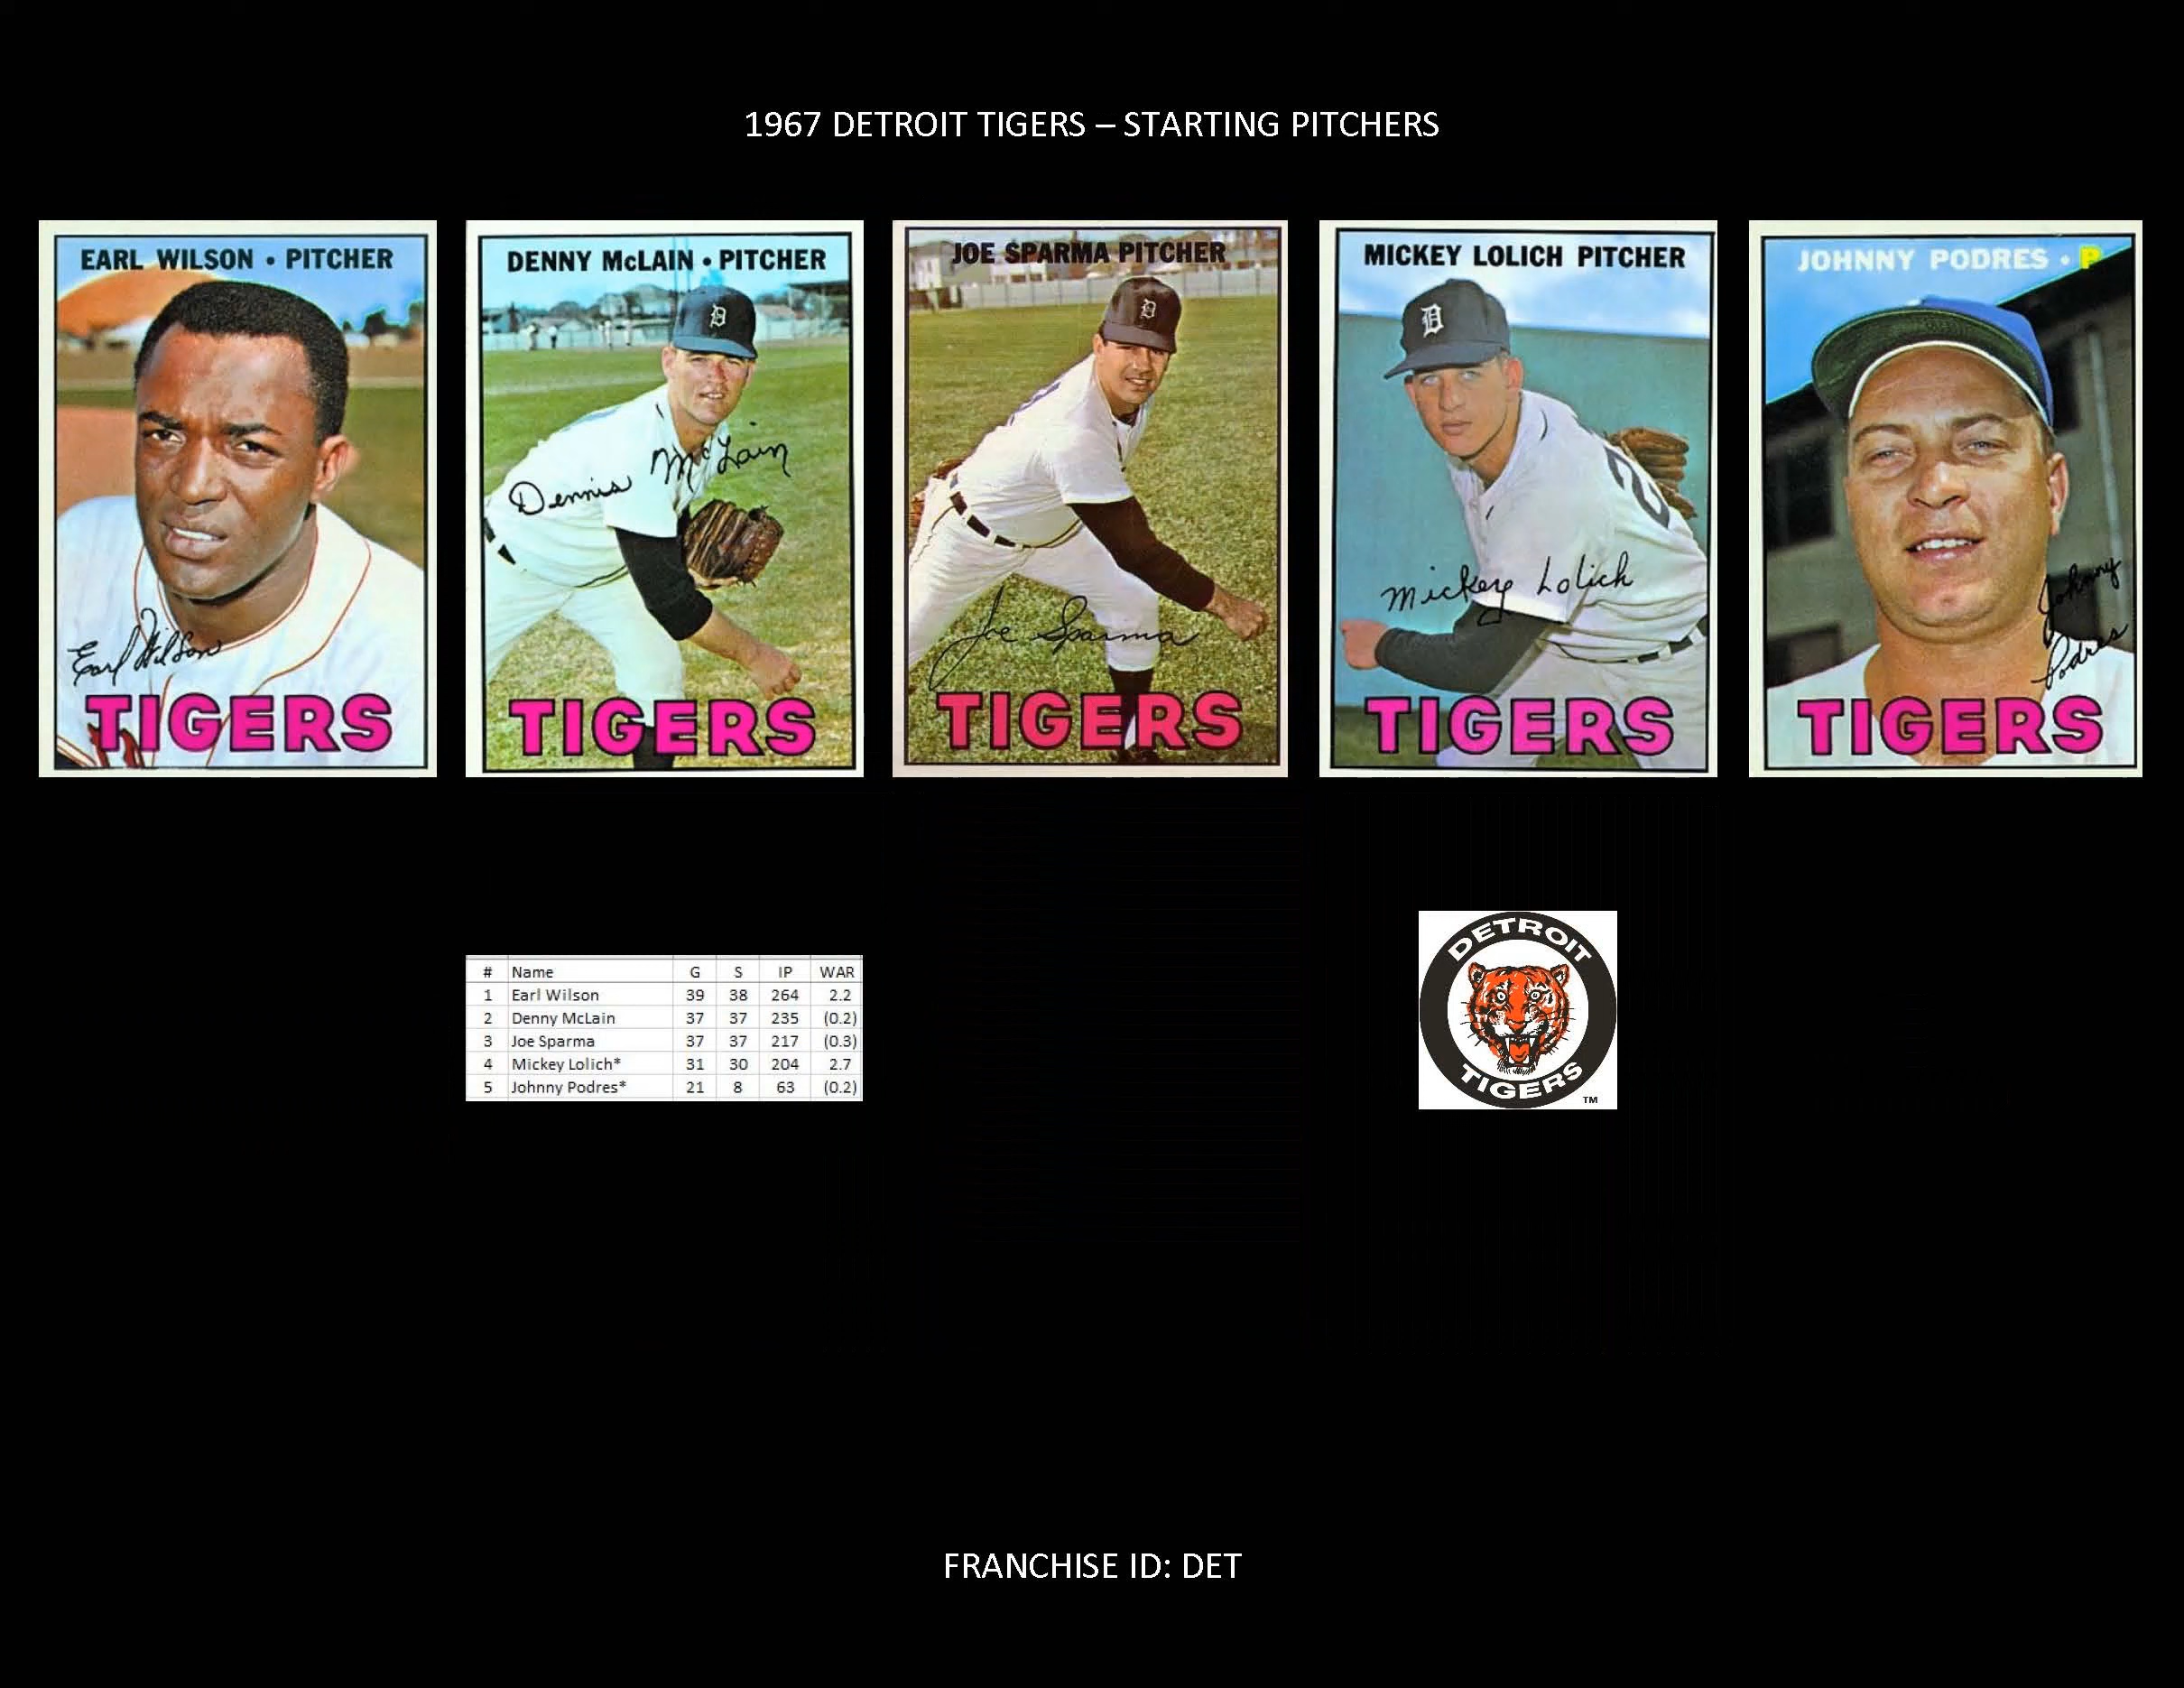 1967 DETROIT TIGERS – STARTING PITCHERS
EARL WILSON • PITCHER
Earl Wilson
TIGERS
DENNY McLAIN • PITCHER
Dennis McLain
TIGERS
JOE SPARMA PITCHER
Joe Sparma
TIGERS
MICKEY LOLICH PITCHER
Mickey Lolich
TIGERS
JOHNNY PODRES • P
Johnny
Podres
TIGERS
# Name G S IP WAR
1 Earl Wilson 39 38 264 2.2
2 Denny McLain 37 37 235 (0.2)
3 Joe Sparma 37 37 217 (0.3)
4 Mickey Lolich* 31 30 204 2.7
5 Johnny Podres* 21 8 63 (0.2)
DETROIT
TIGERS
TM
FRANCHISE ID: DET